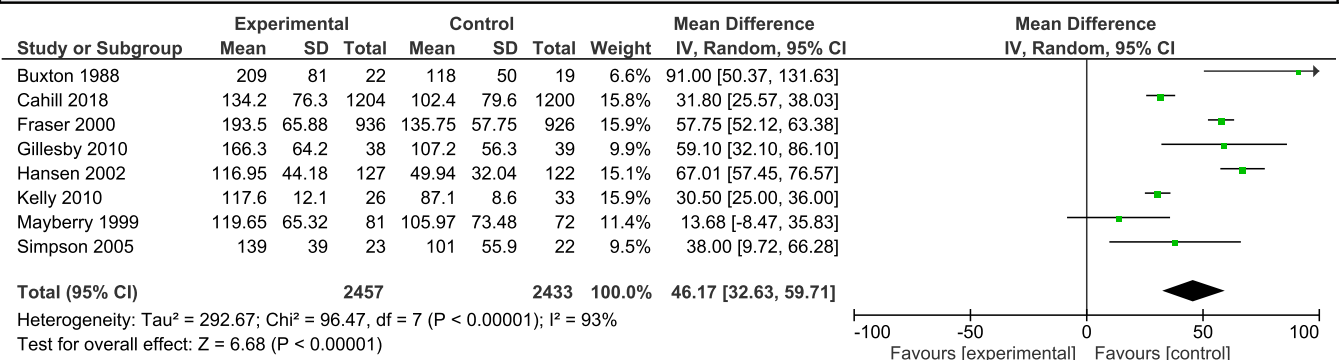 Experimental Control Mean Difference Mean Difference
Study or Subgroup Mean SD Total Mean SD Total Weight IV, Random, 95% CI IV, Random, 95% CI
Buxton 1988 209 81 22 118 50 19 6.6% 91.00 [50.37, 131.63]
Cahill 2018 134.2 76.3 1204 102.4 79.6 1200 15.8% 31.80 [25.57, 38.03]
Fraser 2000 193.5 65.88 936 135.75 57.75 926 15.9% 57.75 [52.12, 63.38]
Gillesby 2010 166.3 64.2 38 107.2 56.3 39 9.9% 59.10 [32.10, 86.10]
Hansen 2002 116.95 44.18 127 49.94 32.04 122 15.1% 67.01 [57.45, 76.57]
Kelly 2010 117.6 12.1 26 87.1 8.6 33 15.9% 30.50 [25.00, 36.00]
Mayberry 1999 119.65 65.32 81 105.97 73.48 72 11.4% 13.68 [-8.47, 35.83]
Simpson 2005 139 39 23 101 55.9 22 9.5% 38.00 [9.72, 66.28]
Total (95% CI) 2457 2433 100.0% 46.17 [32.63, 59.71]
Heterogeneity: Tau² = 292.67; Chi² = 96.47, df = 7 (P < 0.00001); I² = 93%
-100 -50 0 50 100
Test for overall effect: Z = 6.68 (P < 0.00001)
Favours [experimental] Favours [control]